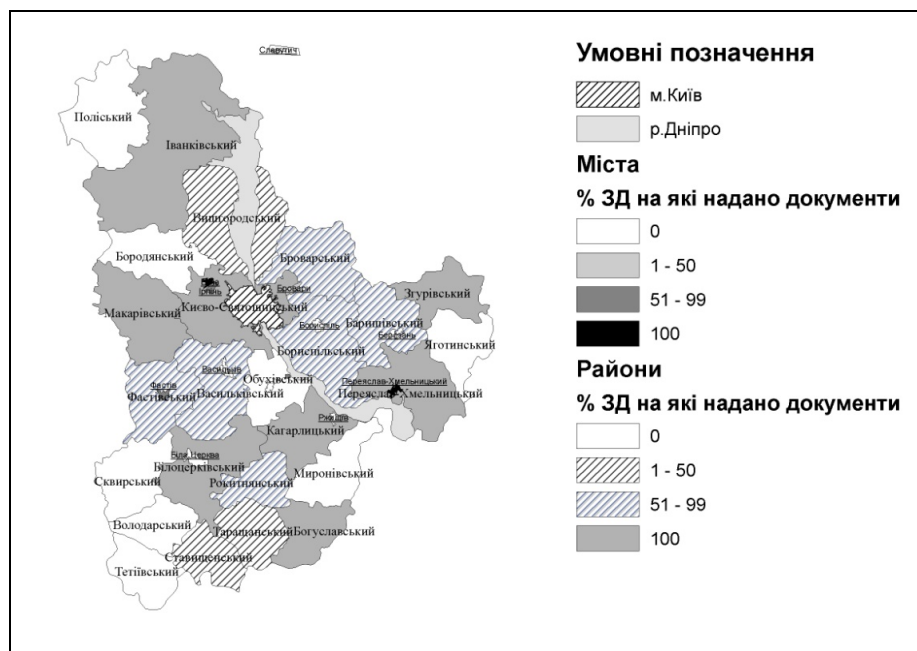 Славутич
Поліський
Іванківський
Вишгородський
Бородянський
Броварський
Ірпінь
Бровари
Києво-Святошинський
Згурівський
Макарівський
Бориспіль
Баришівський
Березань
Яготинський
Бориспільський
Васильків
Обухівський
Переяслав-Хмельницький
Фастів
Фастівський
Васильківський
Переяслав-Хмельницький
Ржищів
Кагарлицький
Біла Церква
Білоцерківський
Сквирський
Рокитнянський
Миронівський
Володарський
Таращанський
Богуславський
Ставищенський
Тетіївський
Умовні позначення
м.Київ
р.Дніпро
Міста
% ЗД на які надано документи
0
1 - 50
51 - 99
100
Райони
% ЗД на які надано документи
0
1 - 50
51 - 99
100